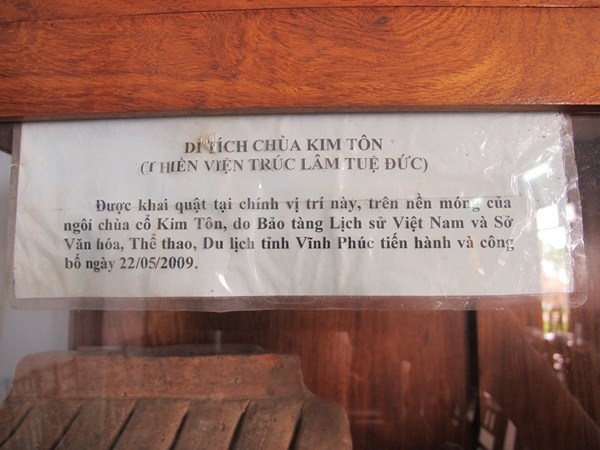 DI TÍCH CHÙA KIM TÔN
(THIỀN VIỆN TRÚC LÂM TUỆ ĐỨC)
Được khai quật tại chính vị trí này, trên nền móng của
ngôi chùa cổ Kim Tôn, do Bảo tàng Lịch sử Việt Nam và Sở
Văn hóa, Thể thao, Du lịch tỉnh Vĩnh Phúc tiến hành và công
bố ngày 22/05/2009.